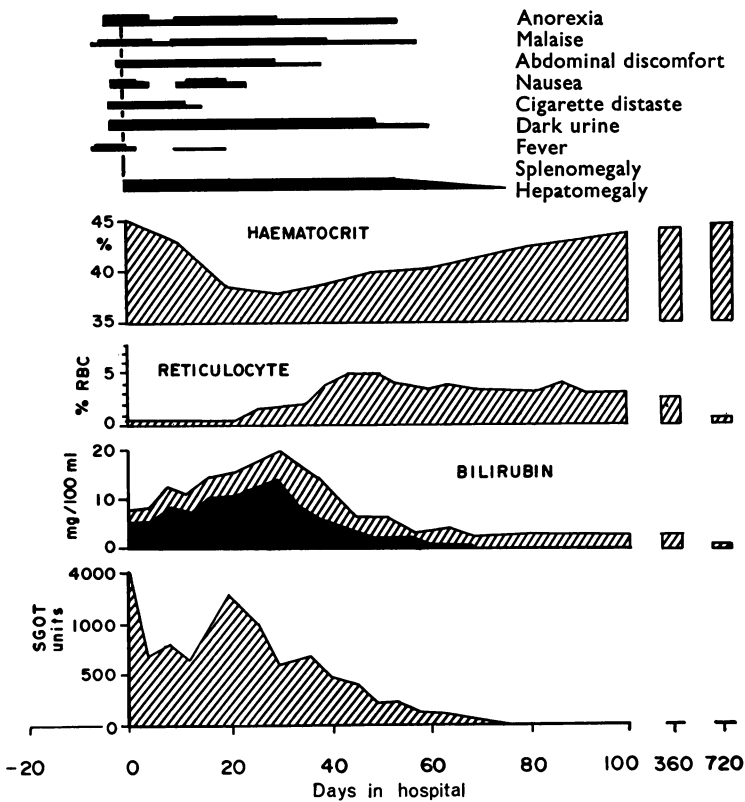 Anorexia
Malaise
Abdominal discomfort
Nausea
Cigarette distaste
Dark urine
Fever
Splenomegaly
Hepatomegaly
45
%
40
35
HAEMATOCRIT
% RBC
5
0
RETICULOCYTE
mg/100 ml
20
10
0
BILIRUBIN
SGOT
units
4000
1000
500
0
-20 0 20 40 60 80 100 360 720
Days in hospital